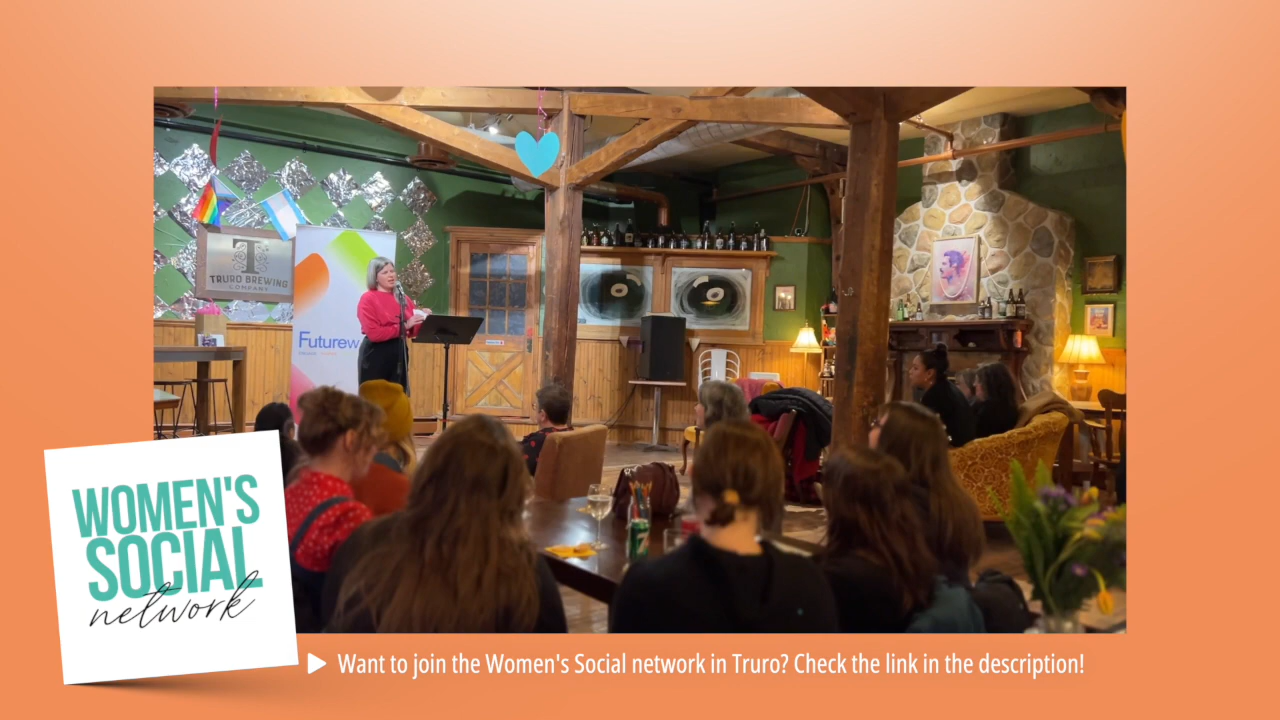 T
TRURO BREWING
COMPANY
Futurew
WOMEN'S
SOCIAL
network
Want to join the Women's Social network in Truro? Check the link in the description!